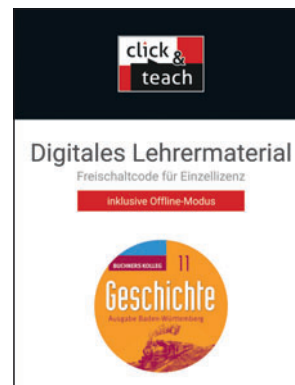 click &
teach
Digitales Lehrermaterial
Freischaltcode für Einzellizenz
inklusive Offline-Modus
BUCHNERS KOLLEG 11
Geschichte
Ausgabe Baden-Württemberg